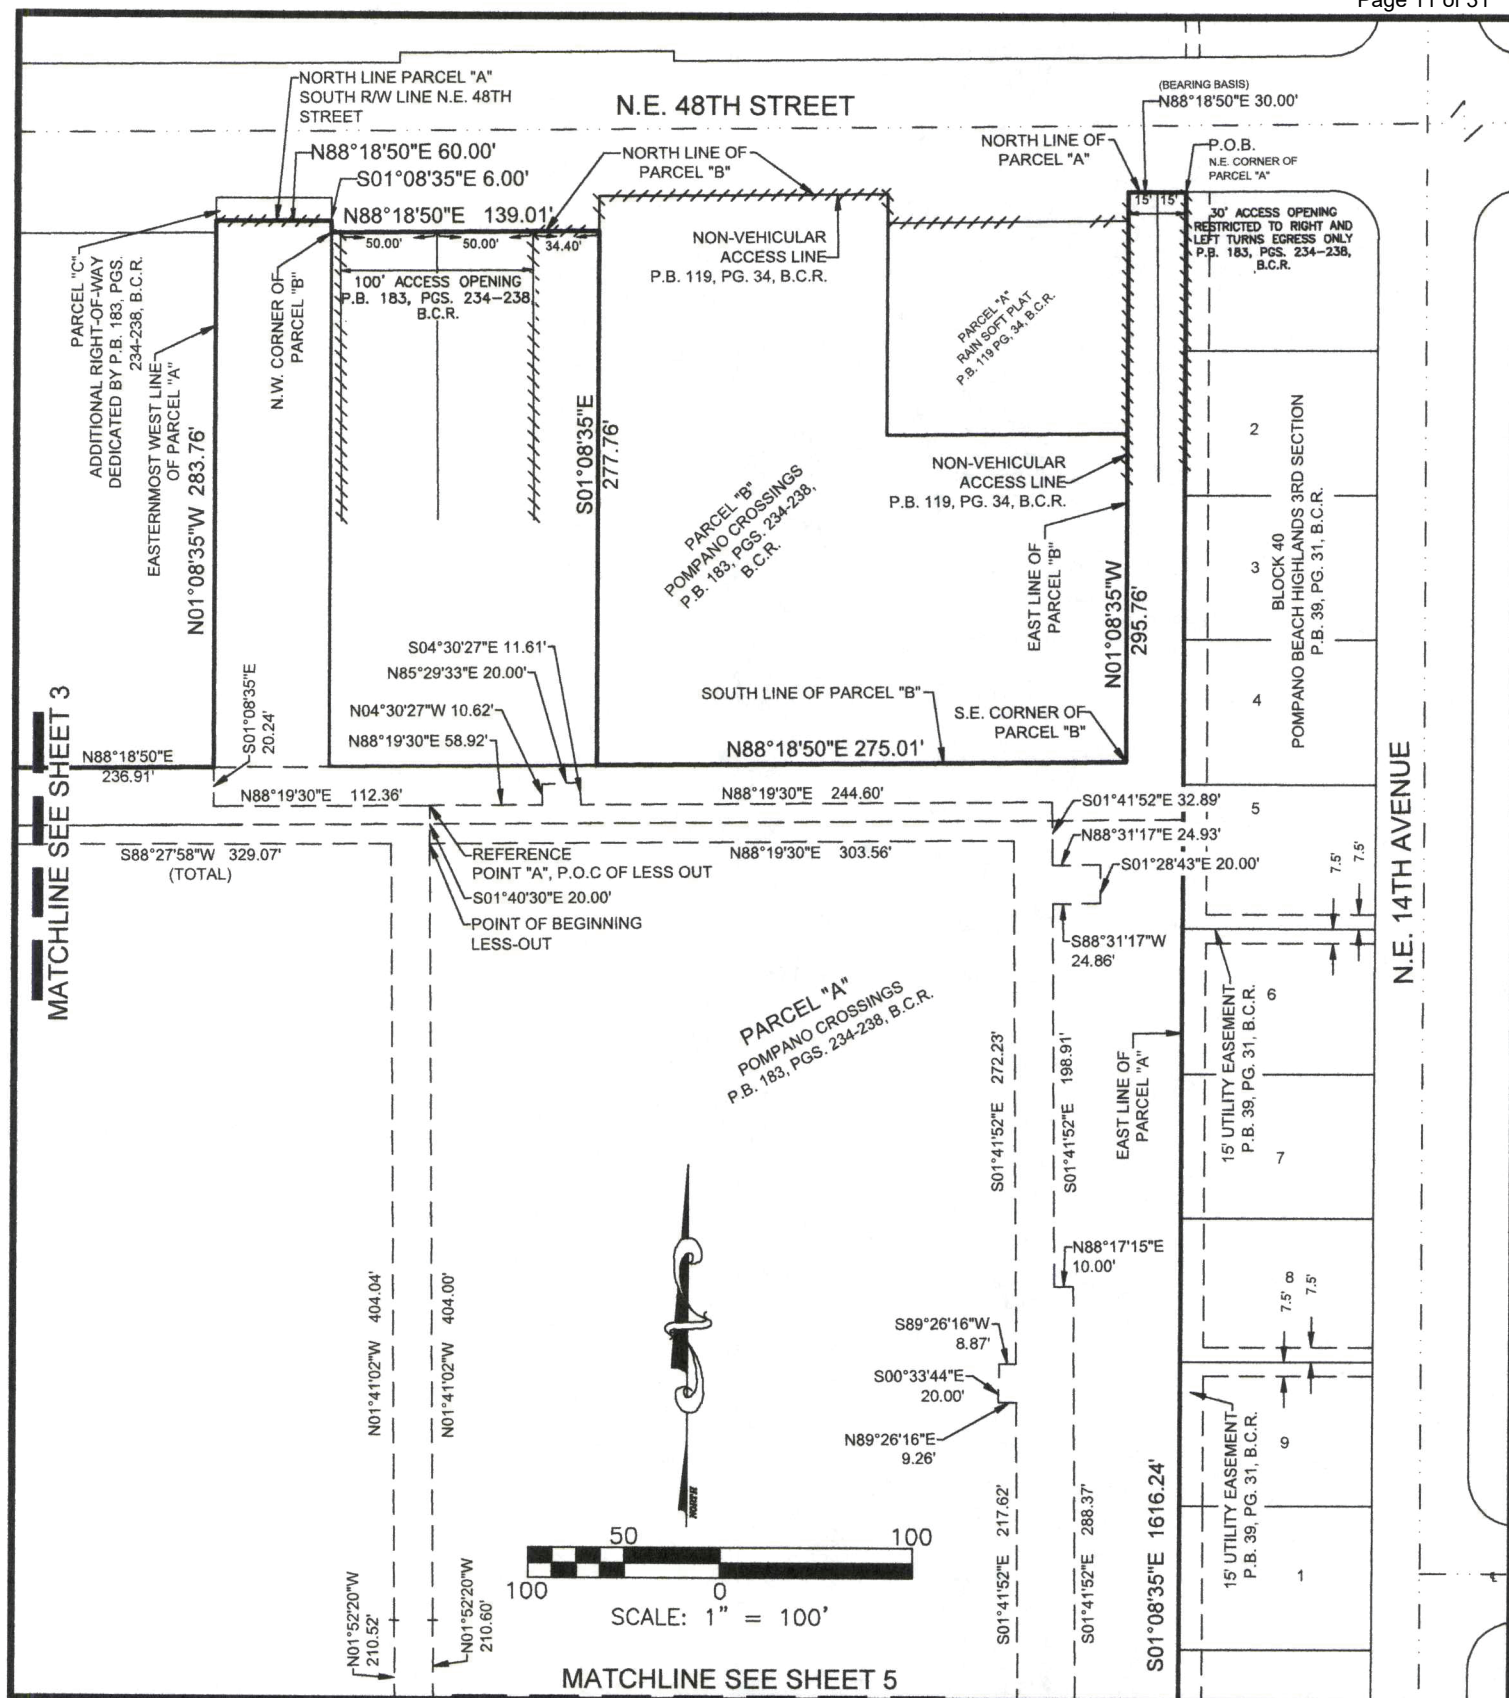 Page 11 of 31
NORTH LINE PARCEL "A"
SOUTH R/W LINE N.E. 48TH
STREET
N.E. 48TH STREET
(BEARING BASIS)
N88°18'50"E 30.00'
N88°18'50"E 60.00'
S01°08'35"E 6.00'
N88°18'50"E 139.01'
NORTH LINE OF
PARCEL "B"
NORTH LINE OF
PARCEL "A"
P.O.B.
N.E. CORNER OF
PARCEL "A"
15' 15'
30' ACCESS OPENING
RESTRICTED TO RIGHT AND
LEFT TURNS EGRESS ONLY
P.B. 183, PGS. 234-238,
B.C.R.
50.00' 50.00' 34.40'
100' ACCESS OPENING
P.B. 183, PGS. 234-238,
B.C.R.
NON-VEHICULAR
ACCESS LINE
P.B. 119, PG. 34, B.C.R.
PARCEL "A"
RAIN SOFT PLAT
P.B. 119 PG, 34, B.C.R.
PARCEL "C"
ADDITIONAL RIGHT-OF-WAY
DEDICATED BY P.B. 183, PGS.
234-238, B.C.R.
EASTERNMOST WEST LINE
OF PARCEL "A"
N01°08'35"W 283.76'
N.W. CORNER OF
PARCEL "B"
S01°08'35"E
277.76'
PARCEL "B"
POMPANO CROSSINGS
P.B. 183, PGS. 234-238,
B.C.R.
NON-VEHICULAR
ACCESS LINE
P.B. 119, PG. 34, B.C.R.
EAST LINE OF
PARCEL "B"
N01°08'35"W
295.76'
2
3
4
5
BLOCK 40
POMPANO BEACH HIGHLANDS 3RD SECTION
P.B. 39, PG. 31, B.C.R.
S04°30'27"E 11.61'
N85°29'33"E 20.00'
N04°30'27"W 10.62'
N88°19'30"E 58.92'
SOUTH LINE OF PARCEL "B"
S.E. CORNER OF
PARCEL "B"
N88°18'50"E 275.01'
MATCHLINE SEE SHEET 3
N88°18'50"E
236.91'
S01°08'35"E
20.24'
N88°19'30"E 112.36'
N88°19'30"E 244.60'
S01°41'52"E 32.89'
N88°31'17"E 24.93'
S01°28'43"E 20.00'
S88°31'17"W
24.86'
S88°27'58"W 329.07'
(TOTAL)
REFERENCE
POINT "A", P.O.C OF LESS OUT
S01°40'30"E 20.00'
POINT OF BEGINNING
LESS-OUT
N88°19'30"E 303.56'
7.5' 7.5'
N.E. 14TH AVENUE
PARCEL "A"
POMPANO CROSSINGS
P.B. 183, PGS. 234-238, B.C.R.
S01°41'52"E 272.23'
S01°41'52"E 198.91'
EAST LINE OF
PARCEL "A"
15' UTILITY EASEMENT
P.B. 39, PG. 31, B.C.R.
6
7
8
N88°17'15"E
10.00'
7.5' 7.5'
S89°26'16"W
8.87'
S00°33'44"E
20.00'
N89°26'16"E
9.26'
N01°41'02"W 404.04'
N01°41'02"W 404.00'
NORTH
S01°41'52"E 217.62'
S01°41'52"E 288.37'
S01°08'35"E 1616.24'
15' UTILITY EASEMENT
P.B. 39, PG. 31, B.C.R.
9
1
50 100
100 0
SCALE: 1" = 100'
N01°52'20"W
210.52'
N01°52'20"W
210.60'
MATCHLINE SEE SHEET 5